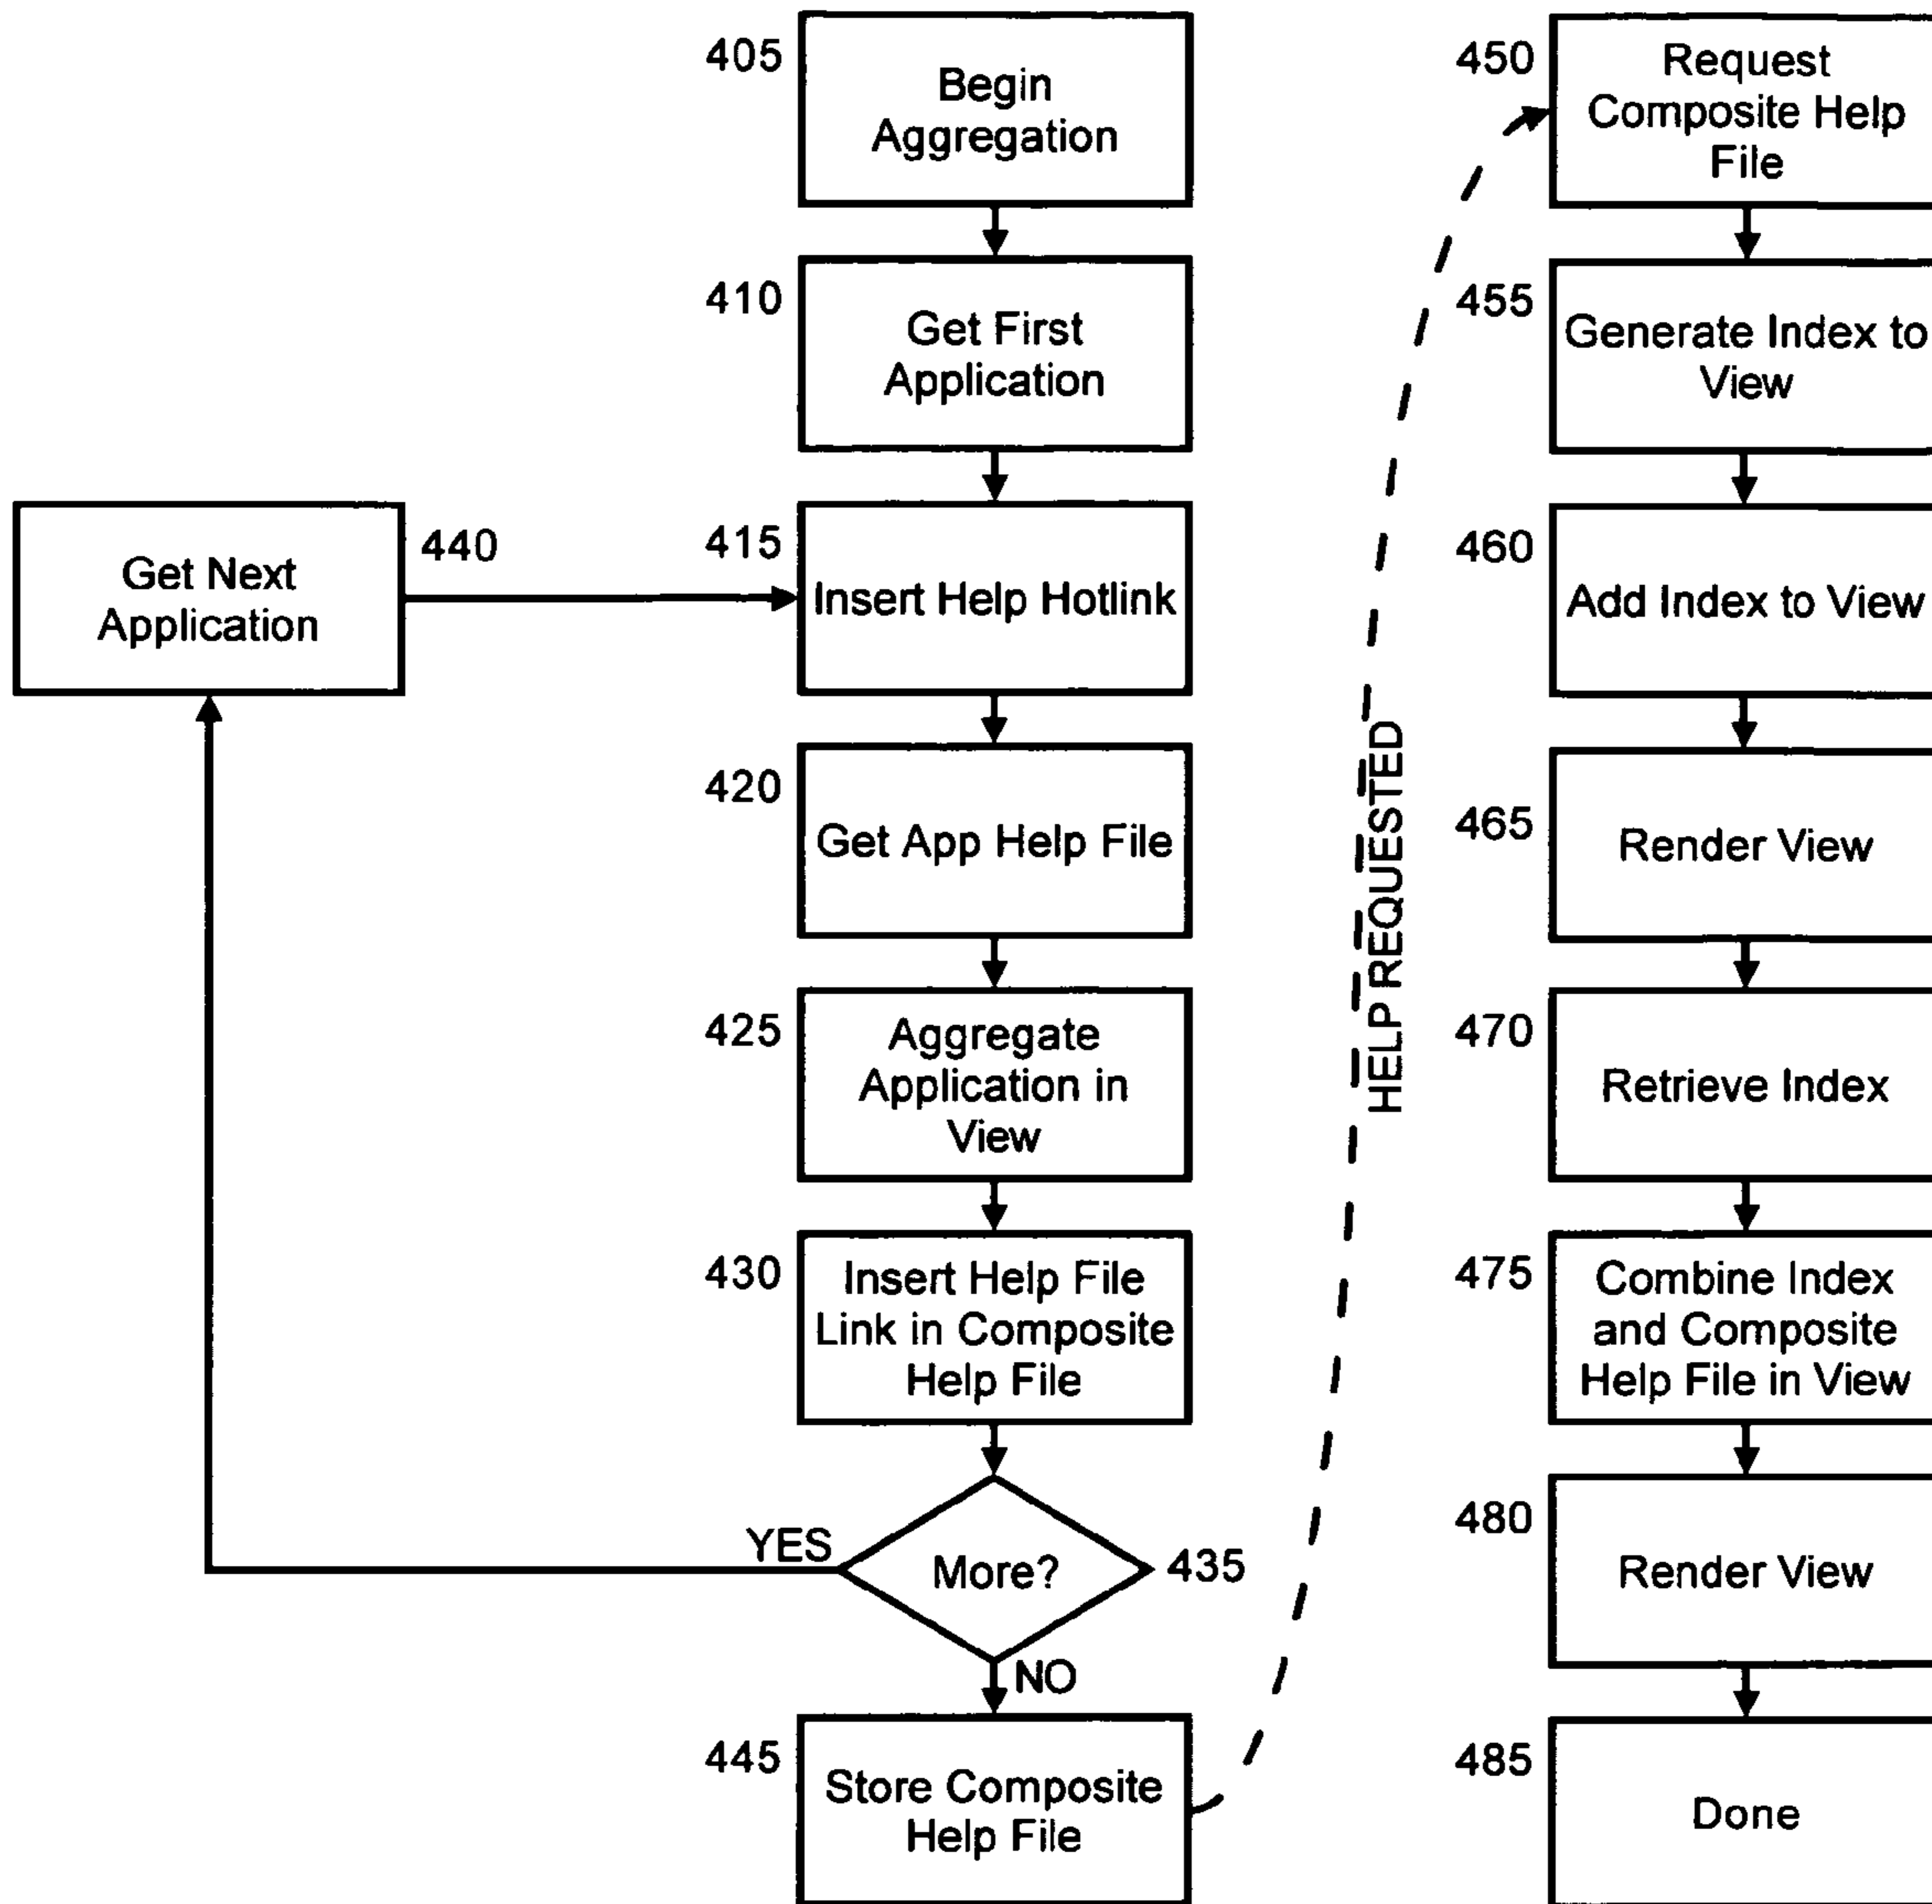 405
Begin
Aggregation
410
Get First
Application
Get Next
Application
440
415
Insert Help Hotlink
420
Get App Help File
425
Aggregate
Application in
View
430
Insert Help File
Link in Composite
Help File
YES
More?
435
NO
445
Store Composite
Help File
HELP REQUESTED
450
Request
Composite Help
File
455
Generate Index to
View
460
Add Index to View
465
Render View
470
Retrieve Index
475
Combine Index
and Composite
Help File in View
480
Render View
485
Done